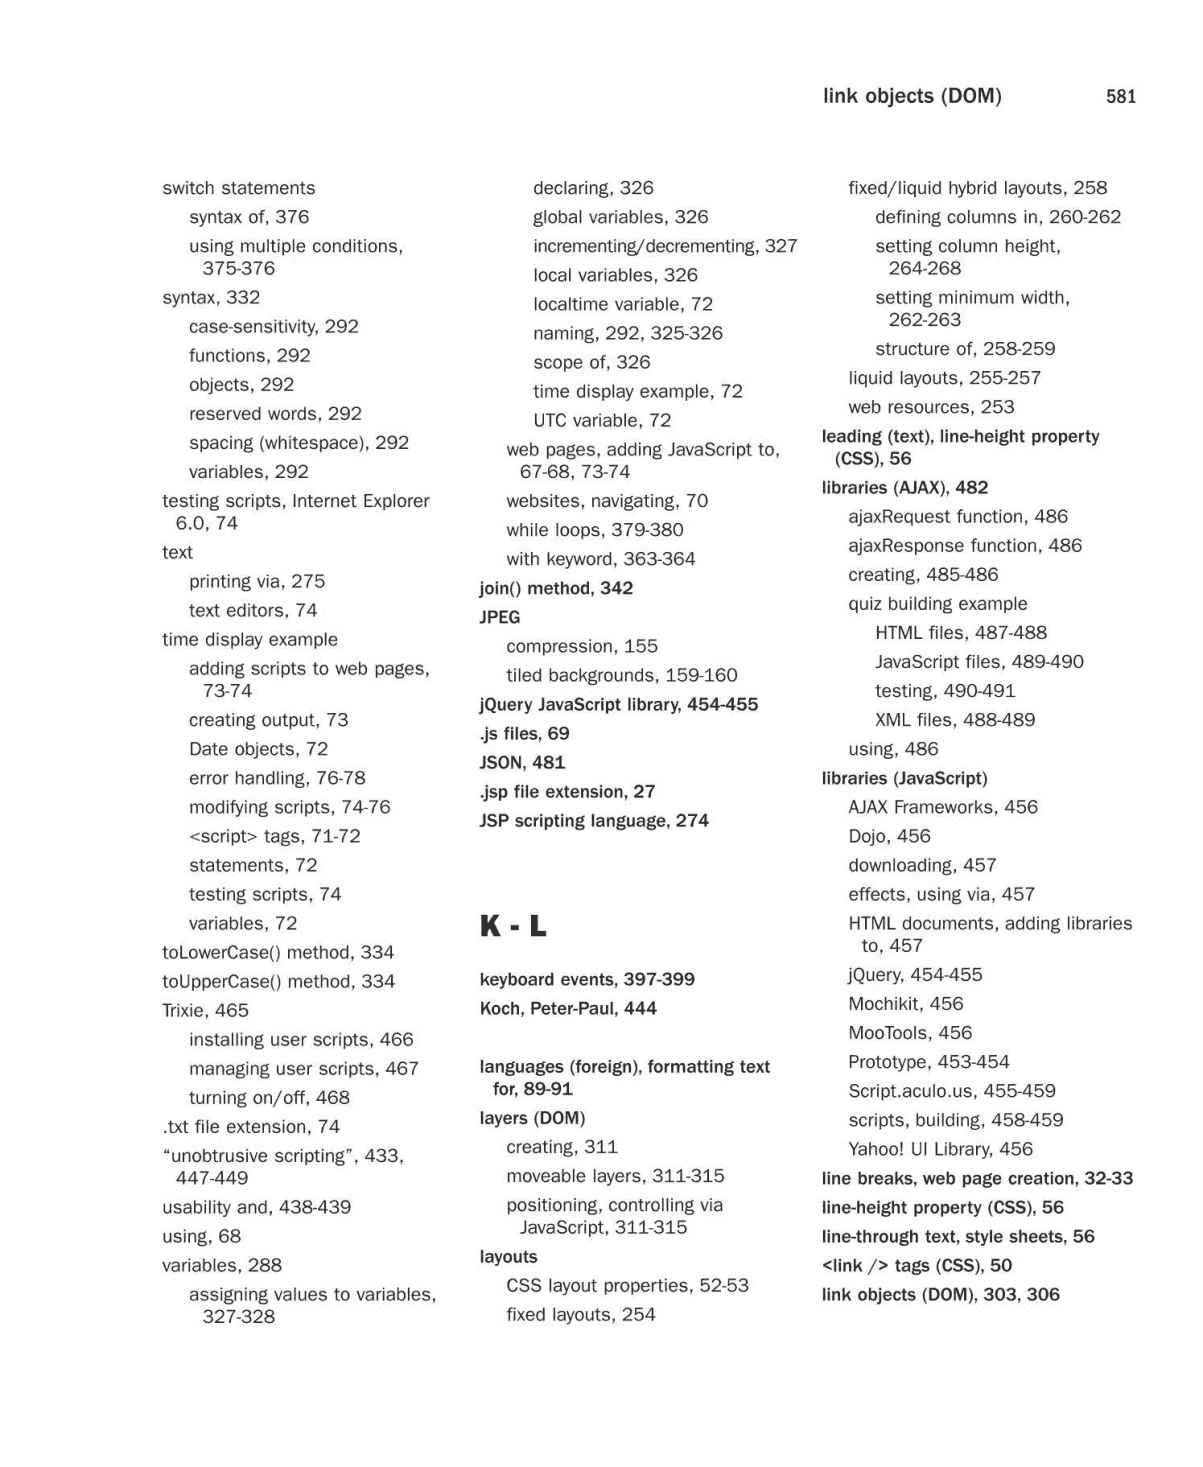 link objects (DOM) 581
switch statements
syntax of, 376
using multiple conditions,
375-376
syntax, 332
case-sensitivity, 292
functions, 292
objects, 292
reserved words, 292
spacing (whitespace), 292
variables, 292
testing scripts, Internet Explorer
6.0, 74
text
printing via, 275
text editors, 74
time display example
adding scripts to web pages,
73-74
creating output, 73
Date objects, 72
error handling, 76-78
modifying scripts, 74-76
<script> tags, 71-72
statements, 72
testing scripts, 74
variables, 72
toLowerCase() method, 334
toUpperCase() method, 334
Trixie, 465
installing user scripts, 466
managing user scripts, 467
turning on/off, 468
.txt file extension, 74
“unobtrusive scripting”, 433,
447-449
usability and, 438-439
using, 68
variables, 288
assigning values to variables,
327-328
declaring, 326
global variables, 326
incrementing/decrementing, 327
local variables, 326
localtime variable, 72
naming, 292, 325-326
scope of, 326
time display example, 72
UTC variable, 72
web pages, adding JavaScript to,
67-68, 73-74
websites, navigating, 70
while loops, 379-380
with keyword, 363-364
join() method, 342
JPEG
compression, 155
tiled backgrounds, 159-160
jQuery JavaScript library, 454-455
.js files, 69
JSON, 481
.jsp file extension, 27
JSP scripting language, 274
K - L
keyboard events, 397-399
Koch, Peter-Paul, 444
languages (foreign), formatting text
for, 89-91
layers (DOM)
creating, 311
moveable layers, 311-315
positioning, controlling via
JavaScript, 311-315
layouts
CSS layout properties, 52-53
fixed layouts, 254
fixed/liquid hybrid layouts, 258
defining columns in, 260-262
setting column height,
264-268
setting minimum width,
262-263
structure of, 258-259
liquid layouts, 255-257
web resources, 253
leading (text), line-height property
(CSS), 56
libraries (AJAX), 482
ajaxRequest function, 486
ajaxResponse function, 486
creating, 485-486
quiz building example
HTML files, 487-488
JavaScript files, 489-490
testing, 490-491
XML files, 488-489
using, 486
libraries (JavaScript)
AJAX Frameworks, 456
Dojo, 456
downloading, 457
effects, using via, 457
HTML documents, adding libraries
to, 457
jQuery, 454-455
Mochikit, 456
MooTools, 456
Prototype, 453-454
Script.aculo.us, 455-459
scripts, building, 458-459
Yahoo! UI Library, 456
line breaks, web page creation, 32-33
line-height property (CSS), 56
line-through text, style sheets, 56
<link /> tags (CSS), 50
link objects (DOM), 303, 306